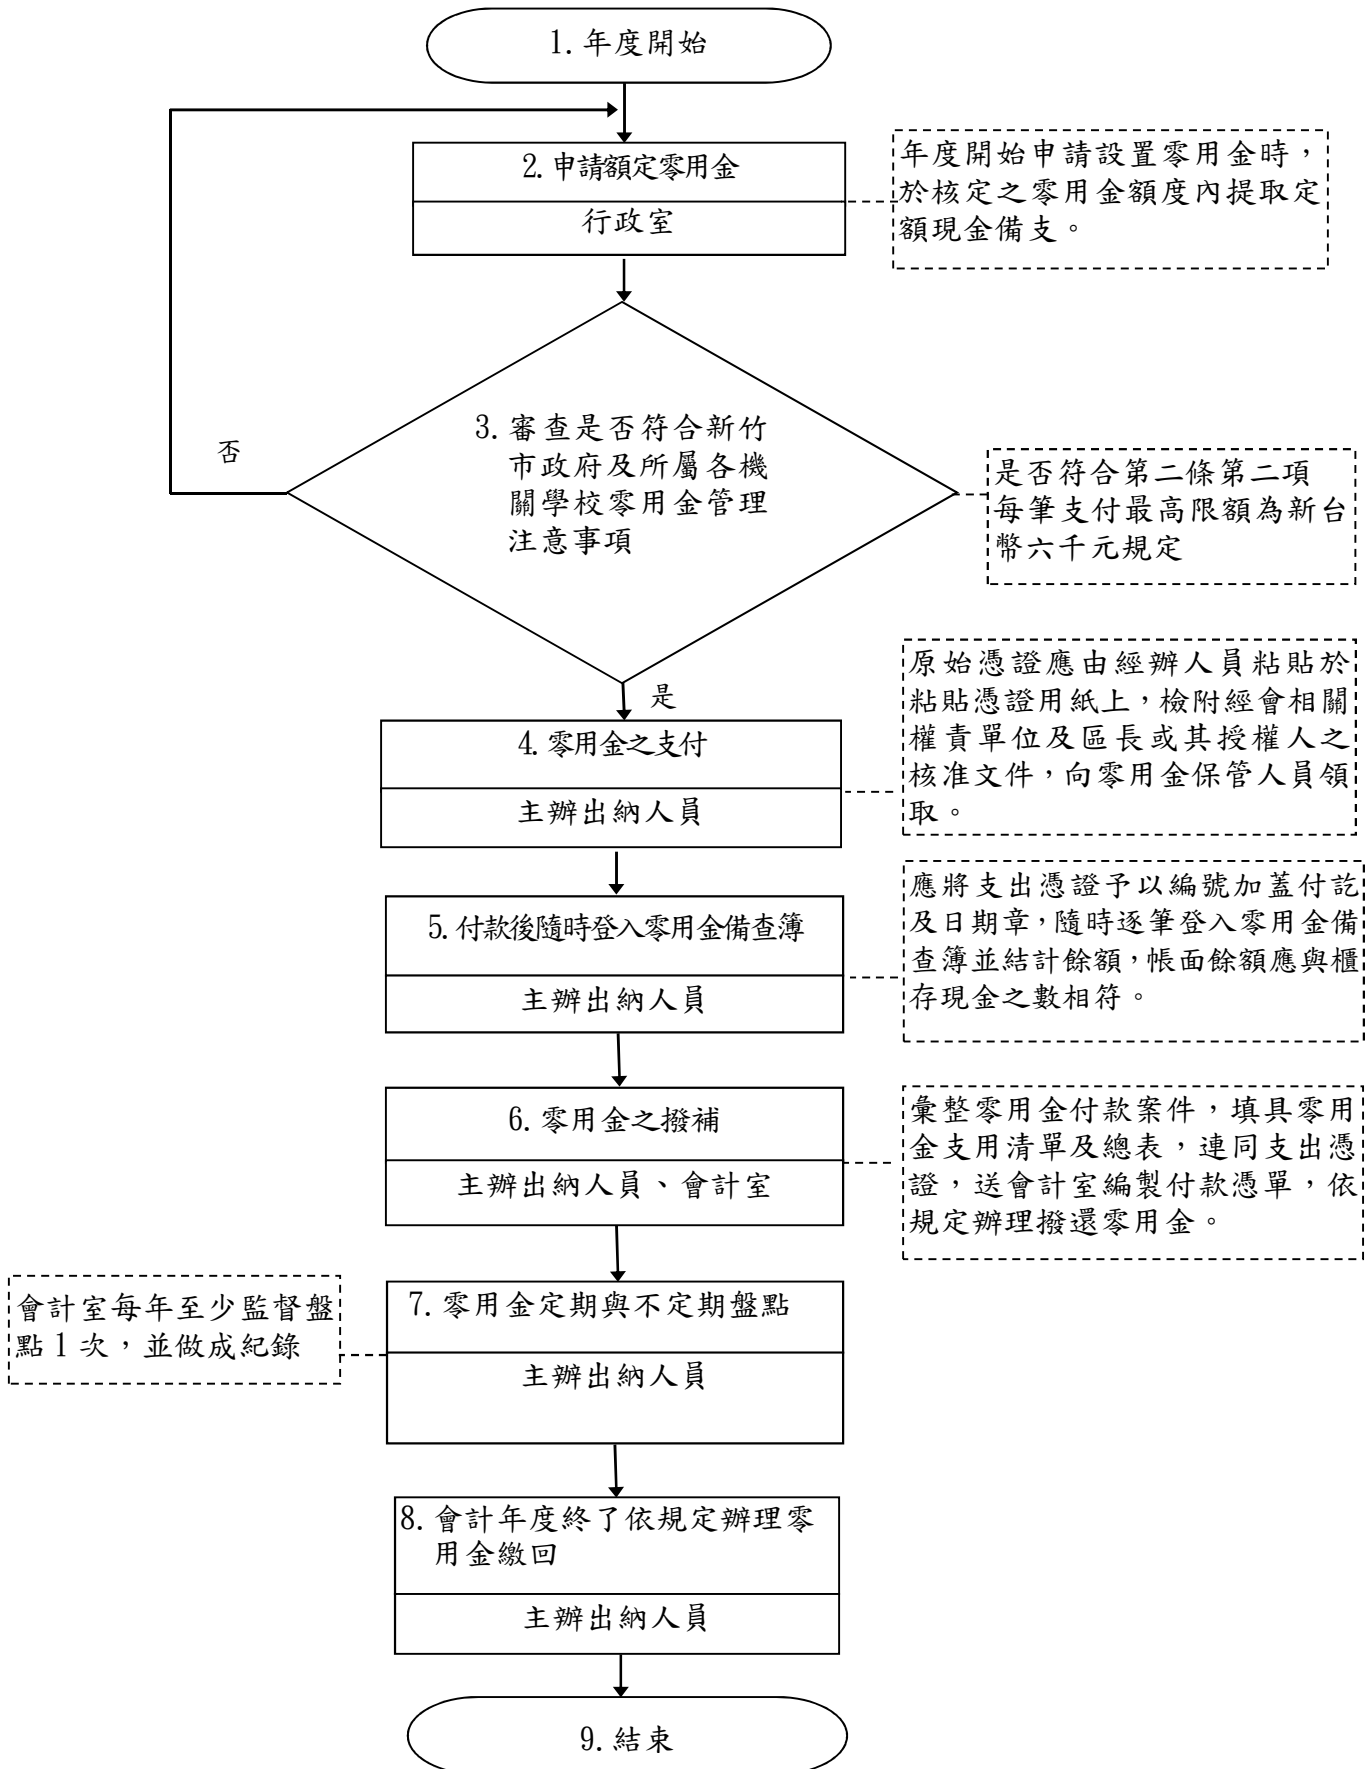 1. 年度開始
2. 申請額定零用金
行政室
年度開始申請設置零用金時，
於核定之零用金額度內提取定
額現金備支。
3. 審查是否符合新竹
市政府及所屬各機
關學校零用金管理
注意事項
否
是否符合第二條第二項
每筆支付最高限額為新台
幣六千元規定
是
4. 零用金之支付
主辦出納人員
原始憑證應由經辦人員粘貼於
粘貼憑證用紙上，檢附經會相關
權責單位及區長或其授權人之
核准文件，向零用金保管人員領
取。
5. 付款後隨時登入零用金備查簿
主辦出納人員
應將支出憑證予以編號加蓋付訖
及日期章，隨時逐筆登入零用金備
查簿並結計餘額，帳面餘額應與櫃
存現金之數相符。
6. 零用金之撥補
主辦出納人員、會計室
彙整零用金付款案件，填具零用
金支用清單及總表，連同支出憑
證，送會計室編製付款憑單，依
規定辦理撥還零用金。
7. 零用金定期與不定期盤點
主辦出納人員
會計室每年至少監督盤
點 1 次，並做成紀錄
8. 會計年度終了依規定辦理零
用金繳回
主辦出納人員
9. 結束